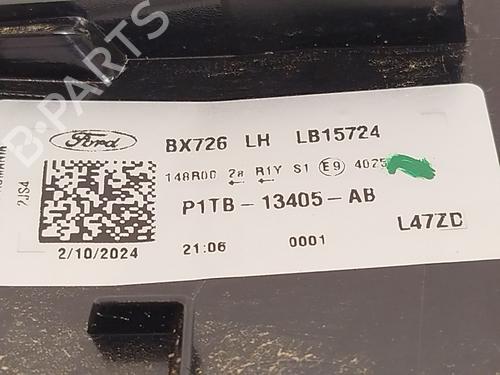 B-PARTS
Ford
BX726 LH LB15724
148R00 2a R1Y S1 E9 4025
P1TB-13405-AB
L47ZD
2JS4
2/10/2024
21:06
0001